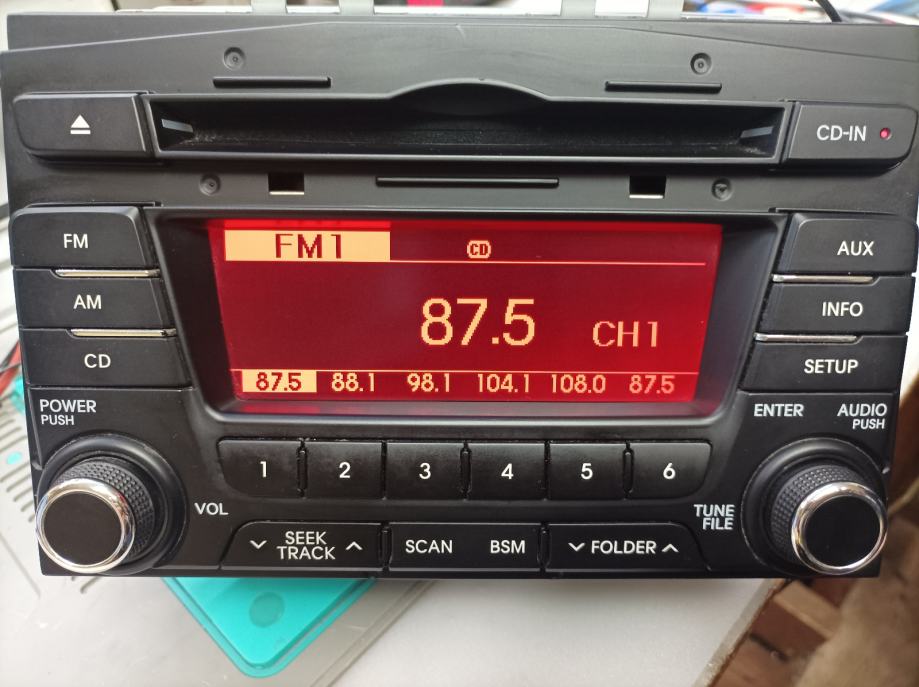 CD-IN
FM
AM
CD
FM1
CD
87.5 CH1
87.5 88.1 98.1 104.1 108.0 87.5
AUX
INFO
SETUP
POWER
PUSH
ENTER
AUDIO
PUSH
1 2 3 4 5 6
VOL
TUNE
FILE
SEEK
TRACK
SCAN BSM
FOLDER